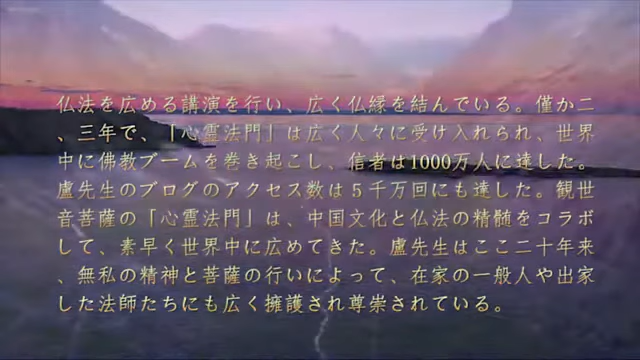 仏法を広める講演を行い、広く仏縁を結んでいる。僅か二
、三年で、「心霊法門」は広く人々に受け入れられ、世界
中に佛教ブームを巻き起こし、信者は1000万人に達した。
盧先生のブログのアクセス数は５千万回にも達した。観世
音菩薩の「心霊法門」は、中国文化と仏法の精髄をコラボ
して、素早く世界中に広めてきた。盧先生はここ二十年来
、無私の精神と菩薩の行いによって、在家の一般人や出家
した法師たちにも広く擁護され尊崇されている。